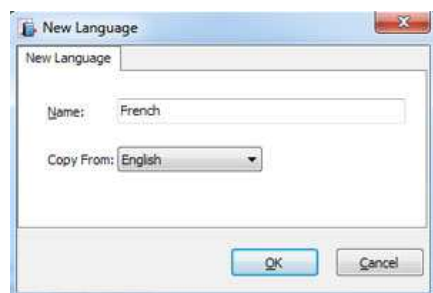 New Language
New Language
Name: French
Copy From: English
OK Cancel